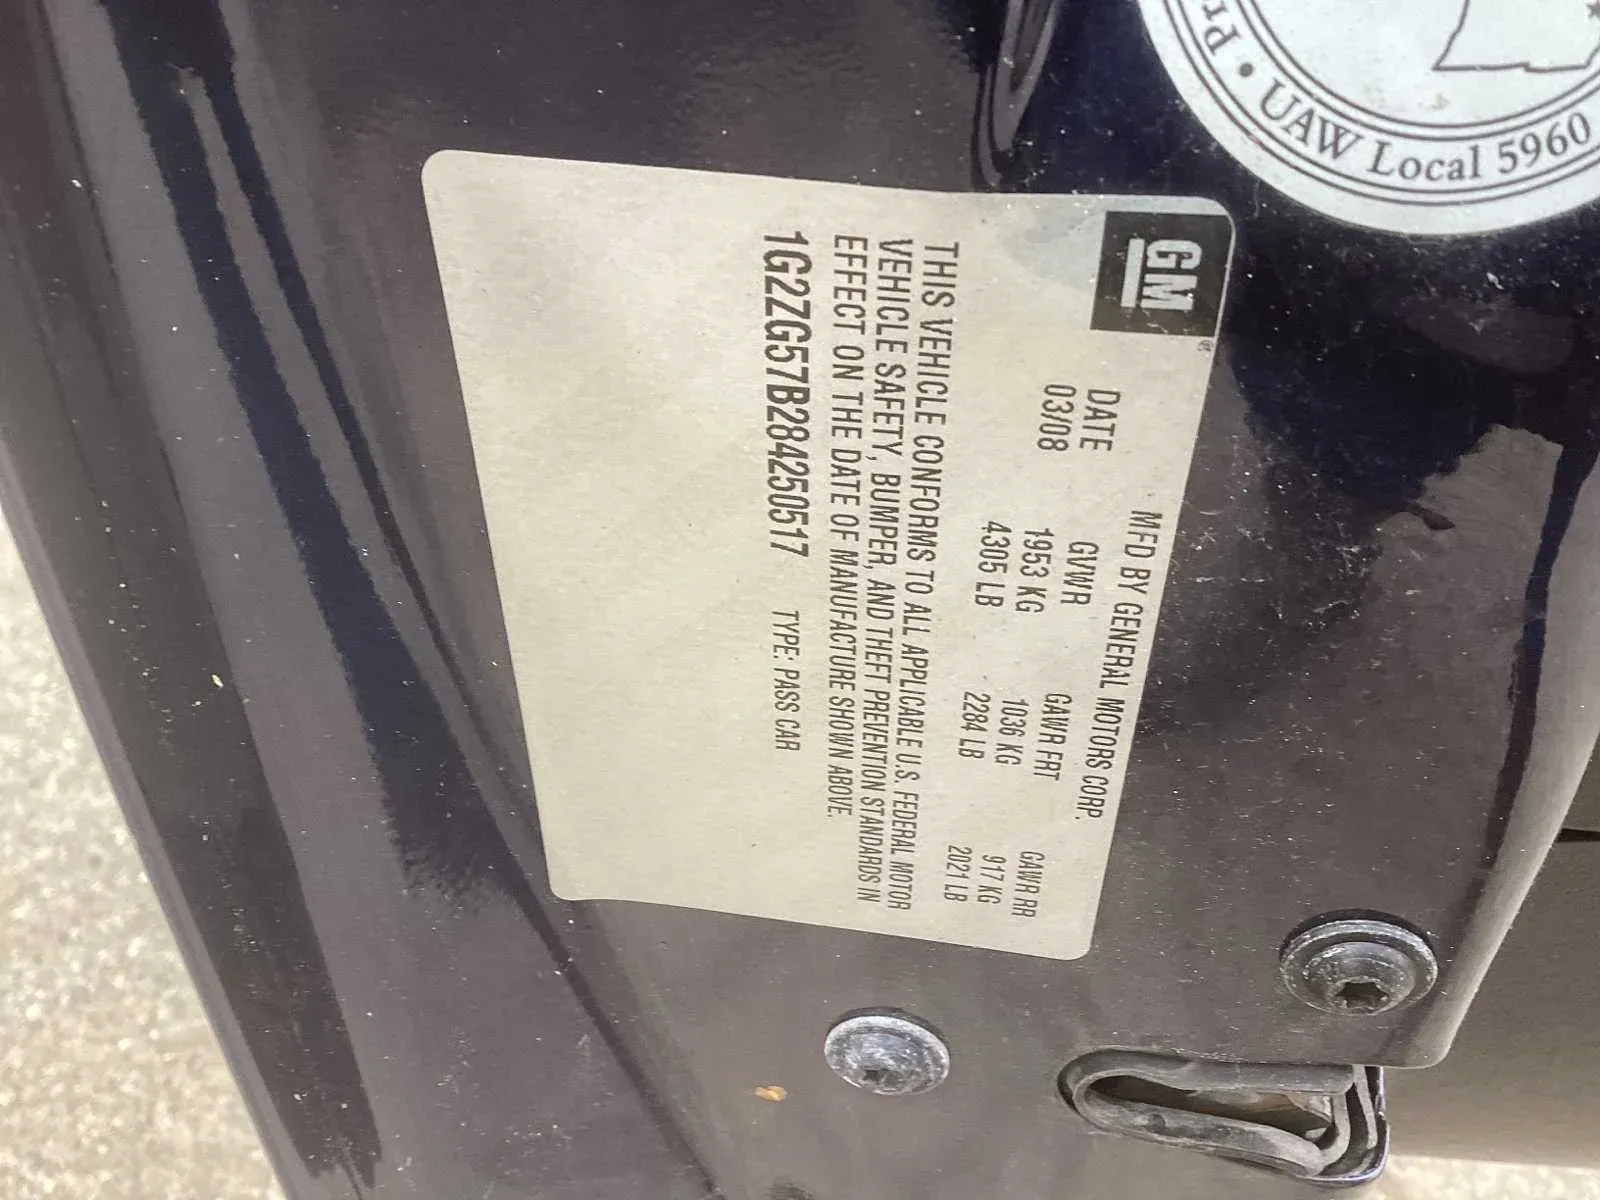 GM
MFD BY GENERAL MOTORS CORP.
DATE GVWR GAWR FRT GAWR RR
03/08 1953 KG 1036 KG 917 KG
4305 LB 2284 LB 2021 LB
THIS VEHICLE CONFORMS TO ALL APPLICABLE U.S. FEDERAL MOTOR
VEHICLE SAFETY, BUMPER, AND THEFT PREVENTION STANDARDS IN
EFFECT ON THE DATE OF MANUFACTURE SHOWN ABOVE.
1G2ZG57B284250517 TYPE: PASS CAR
UAW Local 5960